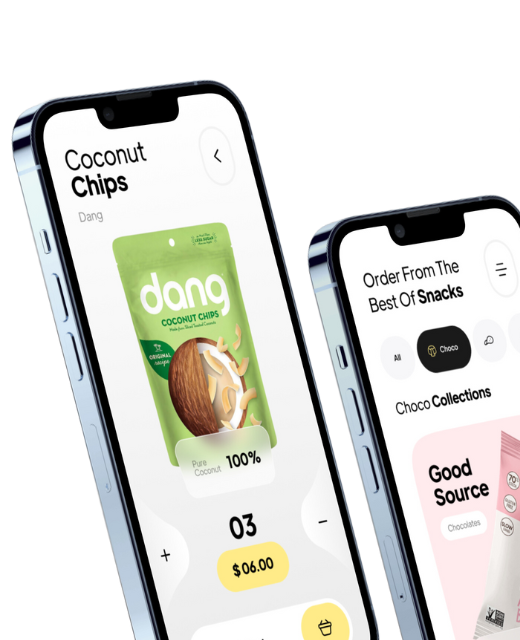 Coconut
Chips
Dang
dang
COCONUT CHIPS
ORIGINAL
Pure
Coconut
100%
03
+
−
$ 06.00
Order From The
Best Of Snacks
All
Choco
Choco Collections
Good
Source
Chocolates
70